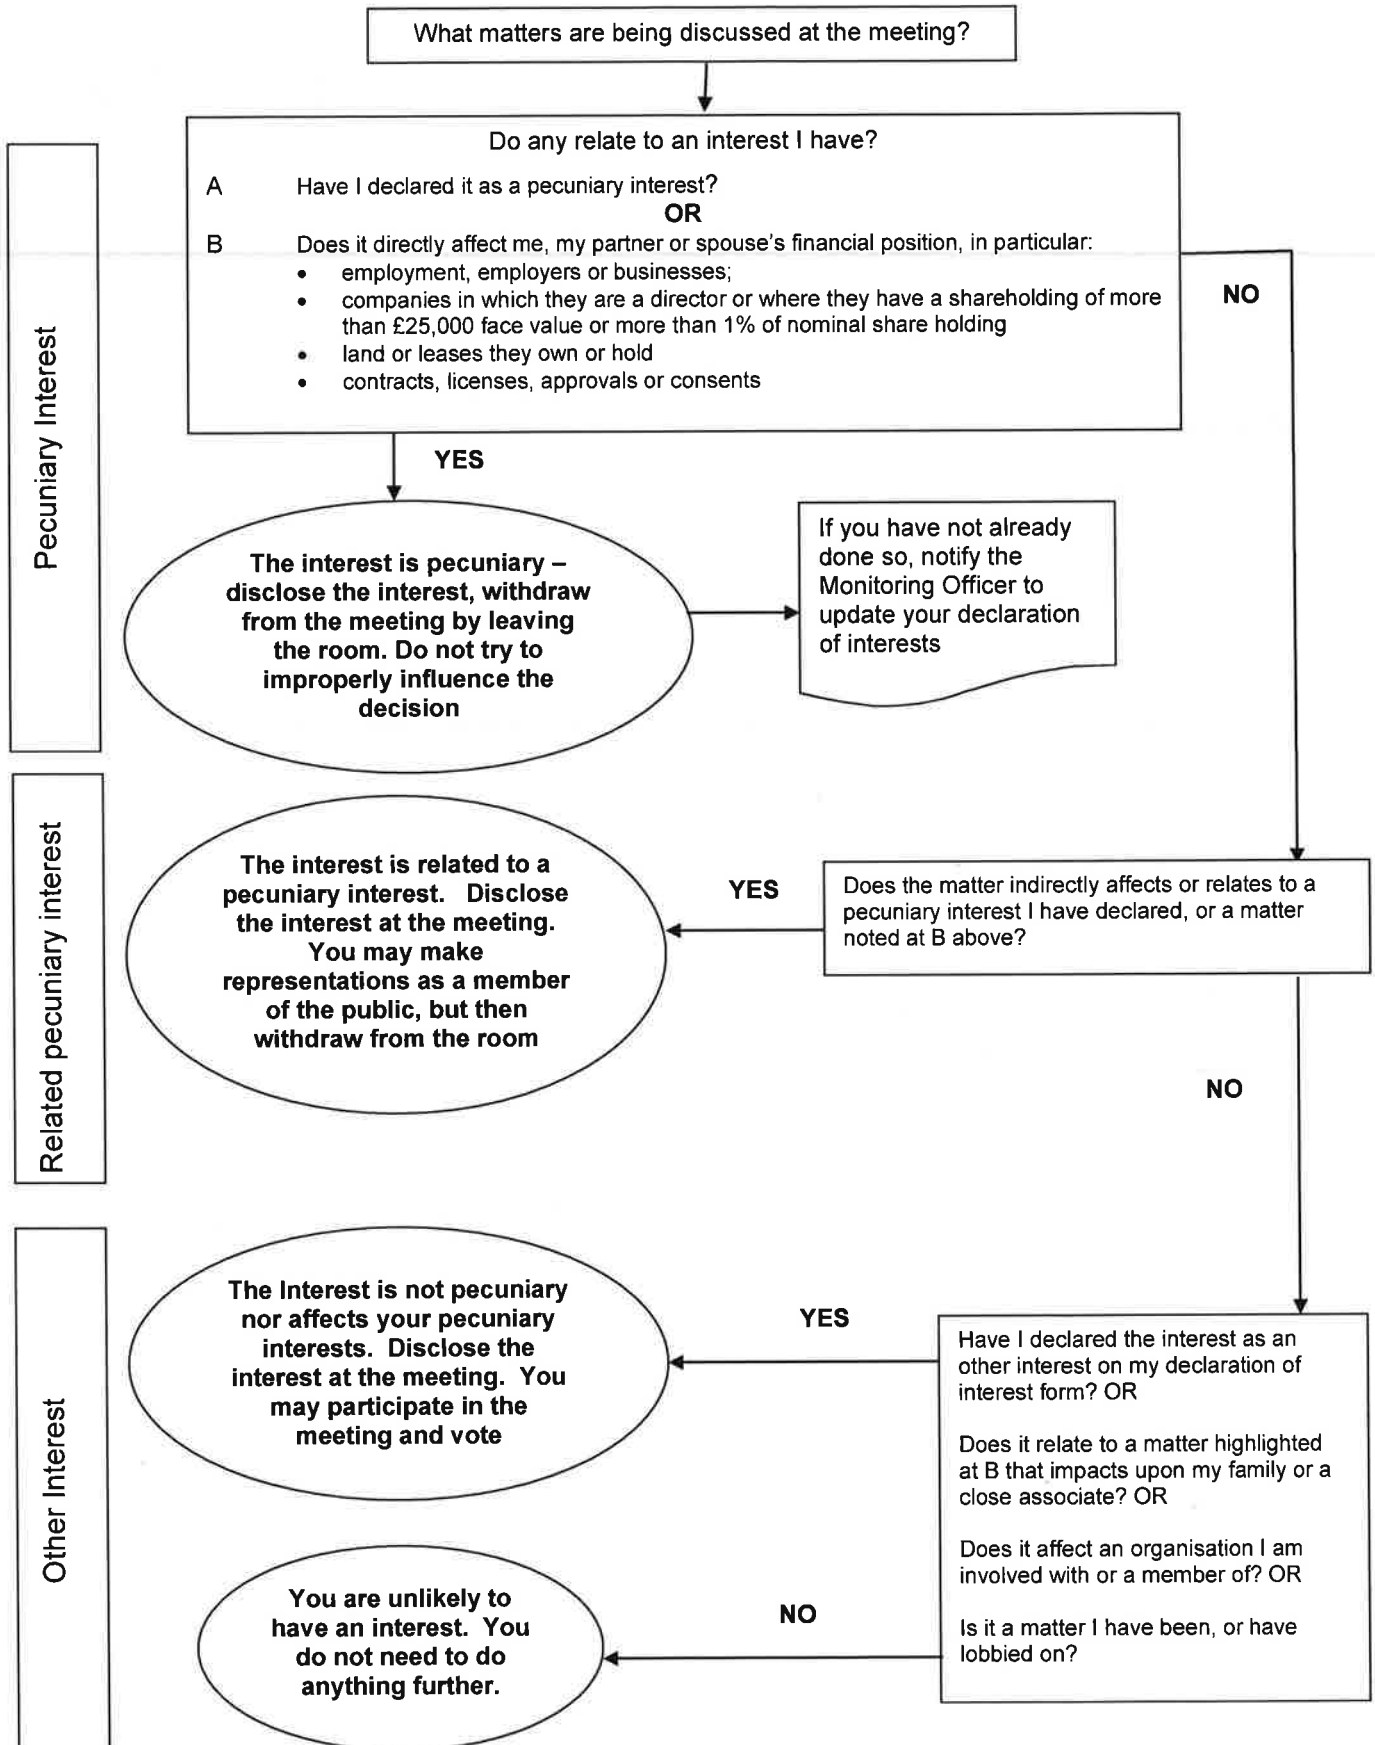 What matters are being discussed at the meeting?
Do any relate to an interest I have?
A Have I declared it as a pecuniary interest?
OR
B Does it directly affect me, my partner or spouse's financial position, in particular:
• employment, employers or businesses;
• companies in which they are a director or where they have a shareholding of more
than £25,000 face value or more than 1% of nominal share holding
• land or leases they own or hold
• contracts, licenses, approvals or consents
NO
Pecuniary Interest
YES
The interest is pecuniary –
disclose the interest, withdraw
from the meeting by leaving
the room. Do not try to
improperly influence the
decision
If you have not already
done so, notify the
Monitoring Officer to
update your declaration
of interests
Related pecuniary interest
The interest is related to a
pecuniary interest. Disclose
the interest at the meeting.
You may make
representations as a member
of the public, but then
withdraw from the room
YES
Does the matter indirectly affects or relates to a
pecuniary interest I have declared, or a matter
noted at B above?
NO
Other Interest
The Interest is not pecuniary
nor affects your pecuniary
interests. Disclose the
interest at the meeting. You
may participate in the
meeting and vote
YES
Have I declared the interest as an
other interest on my declaration of
interest form? OR
Does it relate to a matter highlighted
at B that impacts upon my family or a
close associate? OR
Does it affect an organisation I am
involved with or a member of? OR
Is it a matter I have been, or have
lobbied on?
NO
You are unlikely to
have an interest. You
do not need to do
anything further.